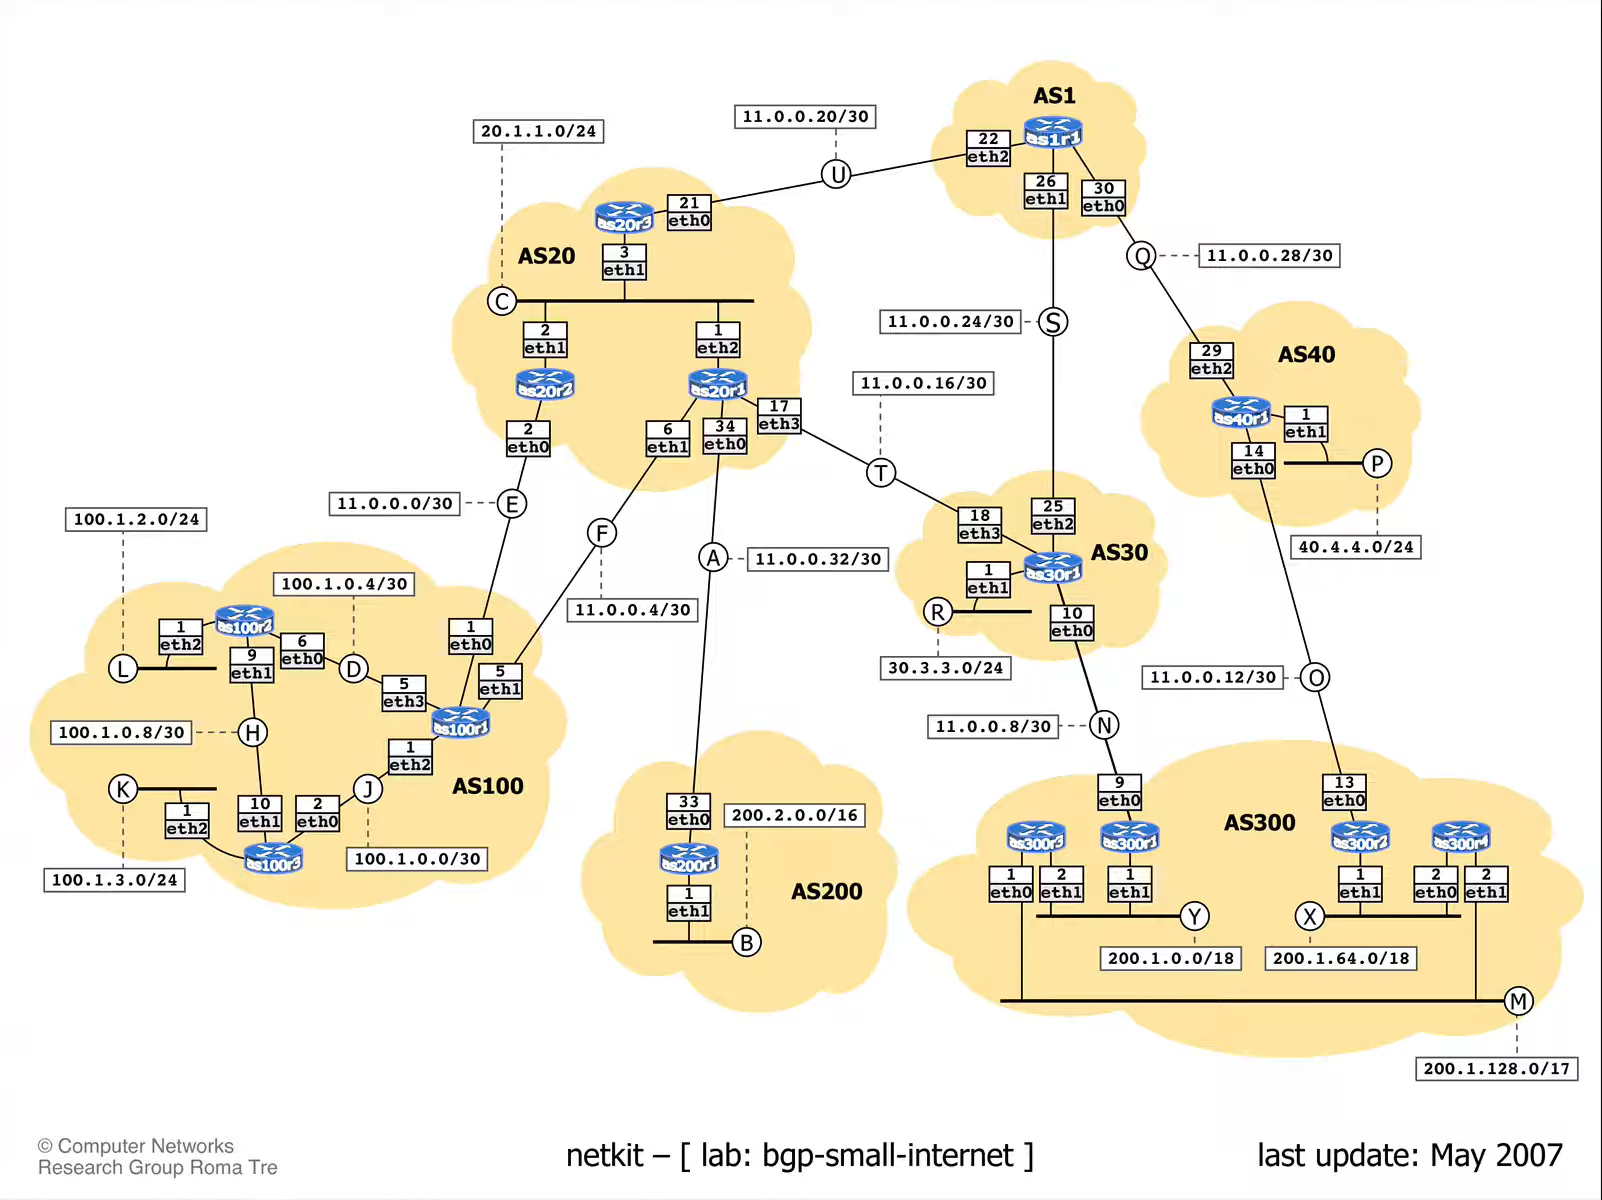 AS1
11.0.0.20/30
20.1.1.0/24
as1r1
22
eth2
U
26
eth1
30
eth0
21
eth0
as20r3
AS20
3
eth1
Q
11.0.0.28/30
C
11.0.0.24/30
S
2
eth1
1
eth2
29
eth2
AS40
as20r2
as20r1
11.0.0.16/30
17
eth3
as40r1
1
eth1
2
eth0
6
eth1
34
eth0
14
eth0
P
T
11.0.0.0/30
E
100.1.2.0/24
18
eth3
25
eth2
F
40.4.4.0/24
A
11.0.0.32/30
AS30
as30r1
100.1.0.4/30
1
eth1
11.0.0.4/30
R
as100r2
1
eth2
6
eth0
1
eth0
10
eth0
L
9
eth1
D
30.3.3.0/24
5
eth3
5
eth1
11.0.0.12/30
O
as100r1
11.0.0.8/30
N
100.1.0.8/30
H
1
eth2
K
J
AS100
9
eth0
13
eth0
1
eth2
10
eth1
2
eth0
33
eth0
200.2.0.0/16
AS300
as300r3
as300r1
as300r2
as300r4
as100r3
100.1.0.0/30
as200r1
100.1.3.0/24
AS200
1
eth0
2
eth1
1
eth1
1
eth1
2
eth0
2
eth1
1
eth1
Y
X
B
200.1.0.0/18
200.1.64.0/18
M
200.1.128.0/17
© Computer Networks
Research Group Roma Tre
netkit – [ lab: bgp-small-internet ]
last update: May 2007